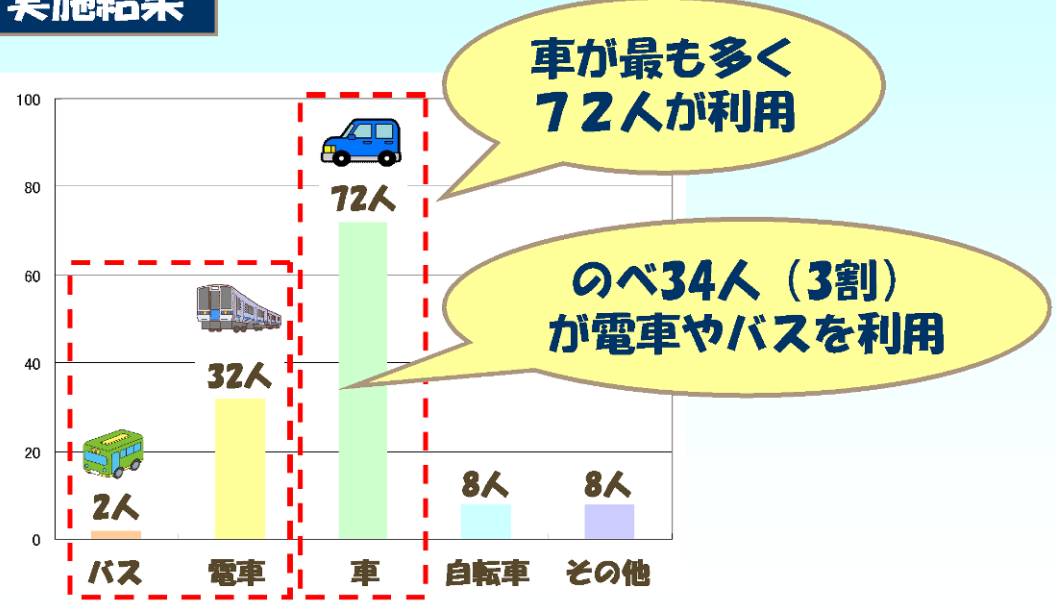 実施結果
車が最も多く
７２人が利用
のべ34人（3割）
が電車やバスを利用
100
80
60
40
20
0
72人
32人
2人
8人
8人
バス
電車
車
自転車
その他